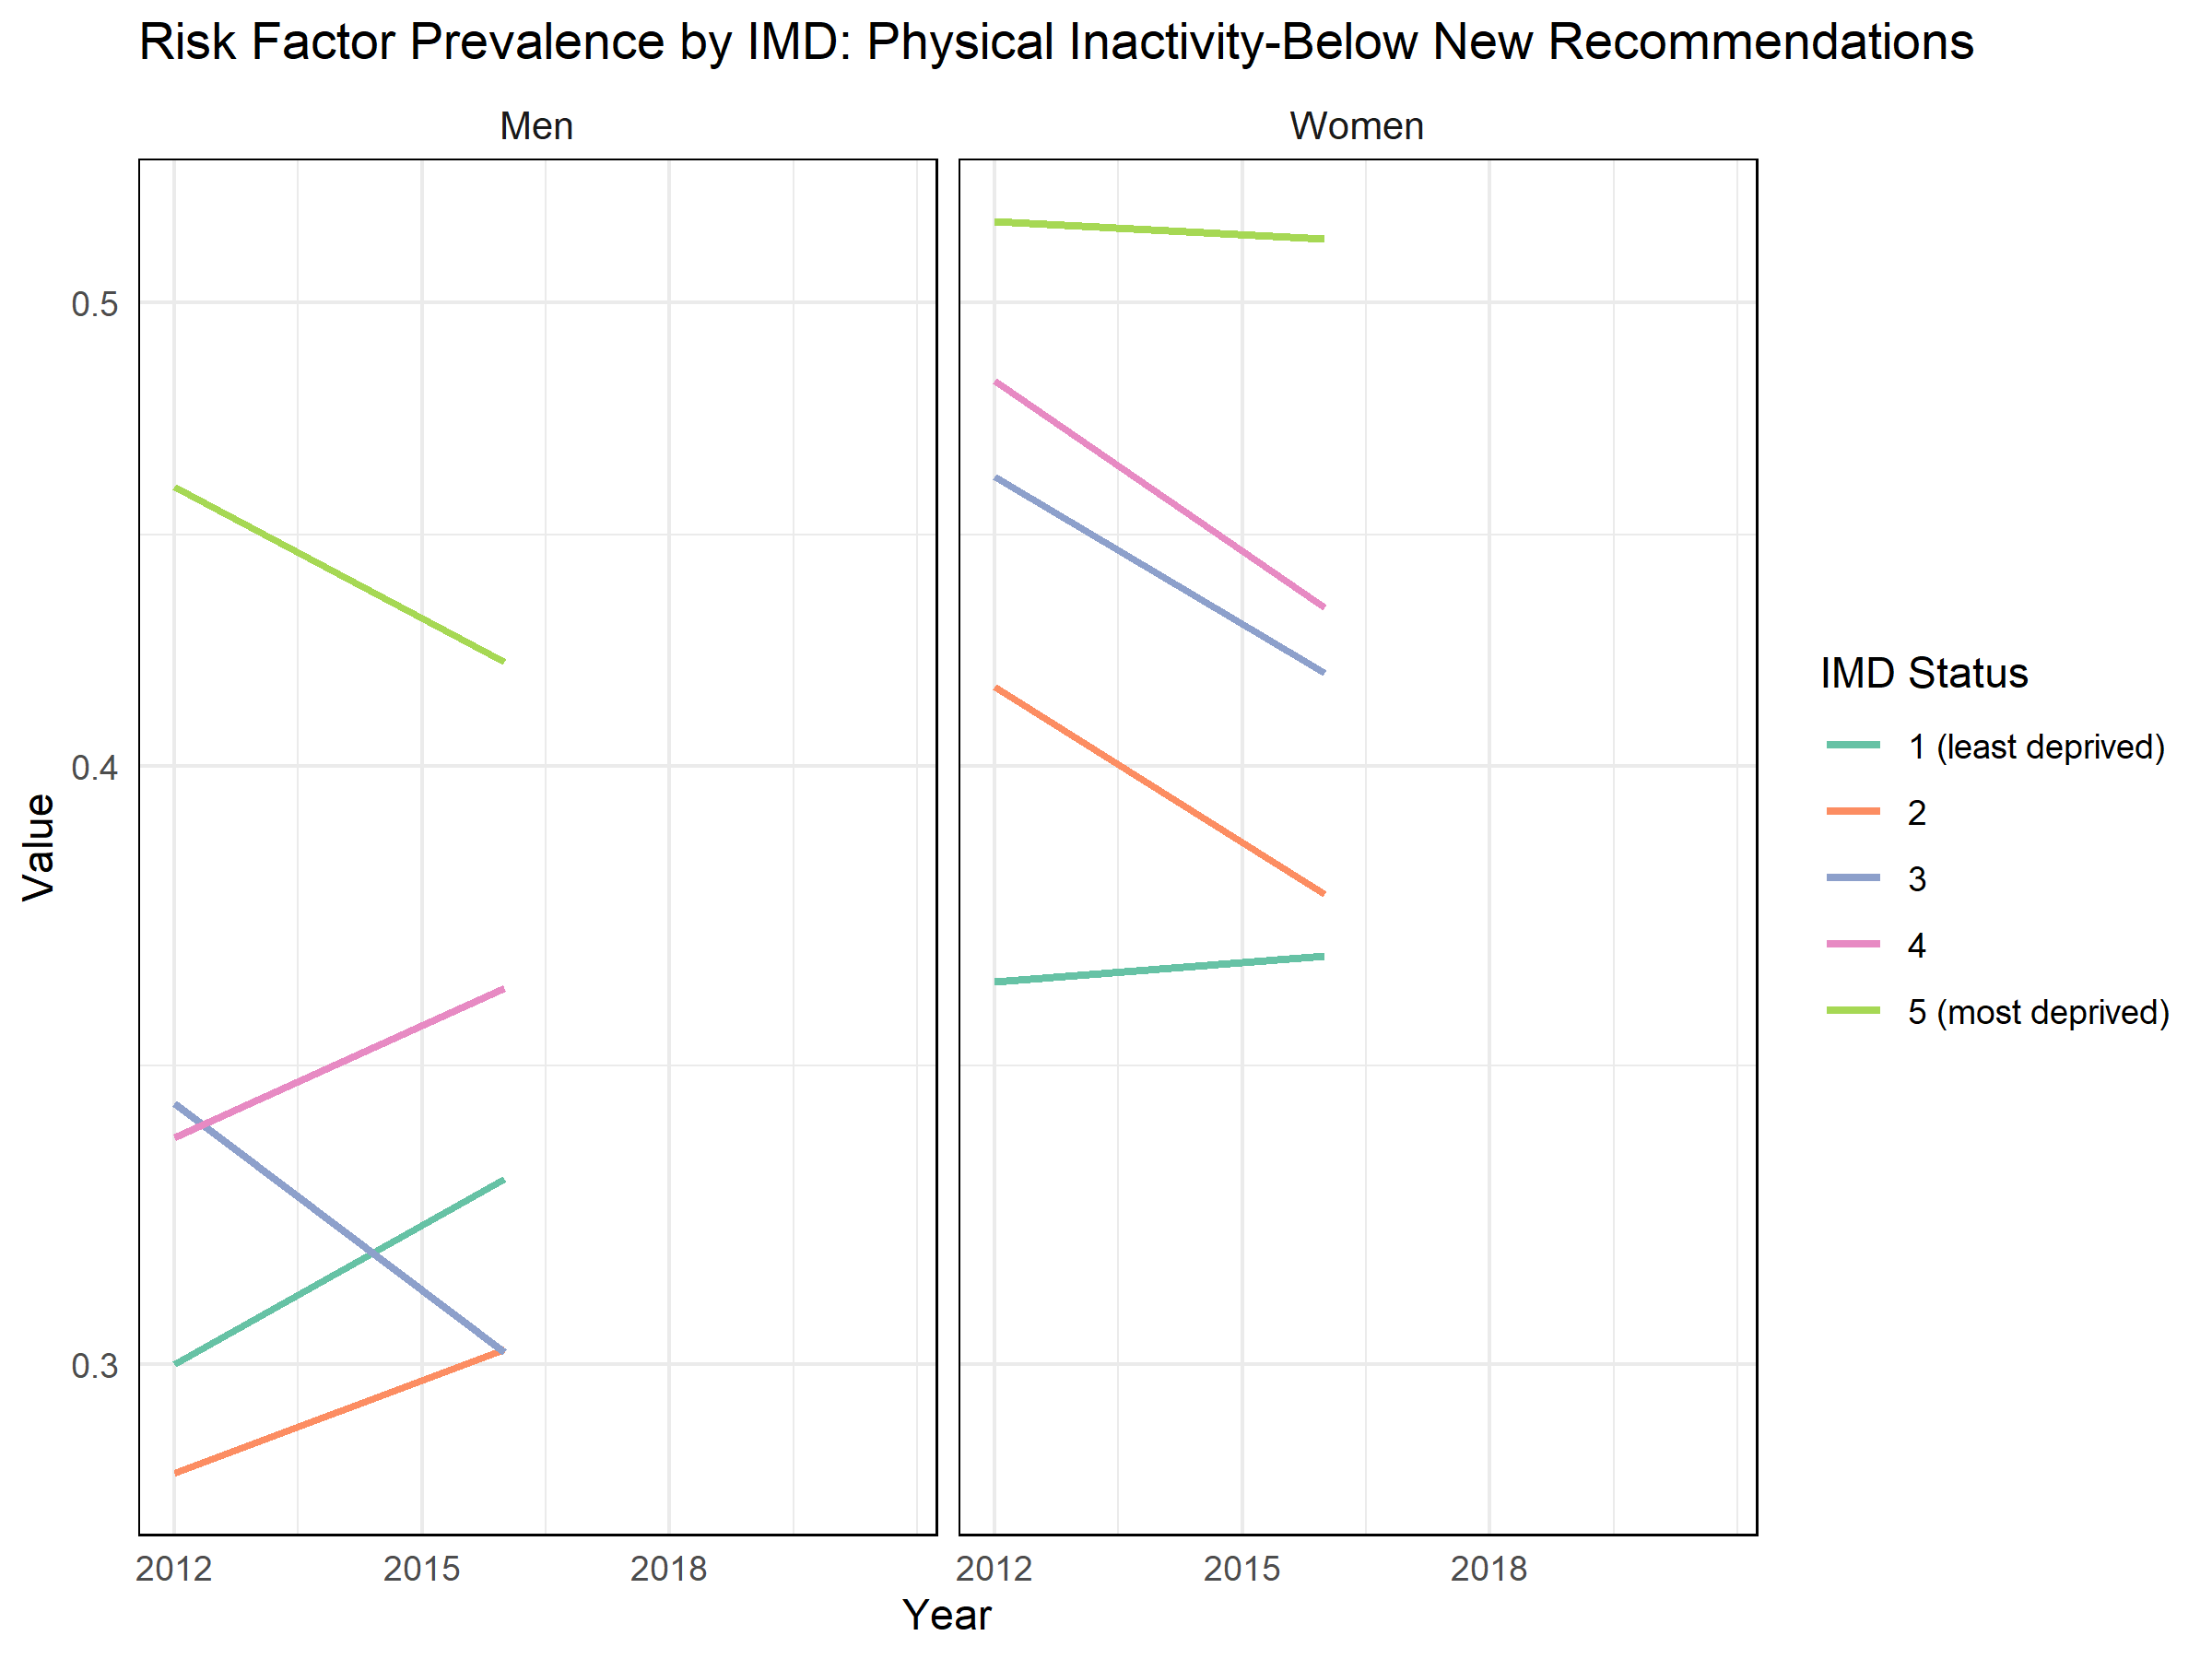 Risk Factor Prevalence by IMD: Physical Inactivity-Below New Recommendations
Men
Women
0.5
0.4
0.3
Value
2012
2015
2018
2012
2015
2018
Year
IMD Status
1 (least deprived)
2
3
4
5 (most deprived)